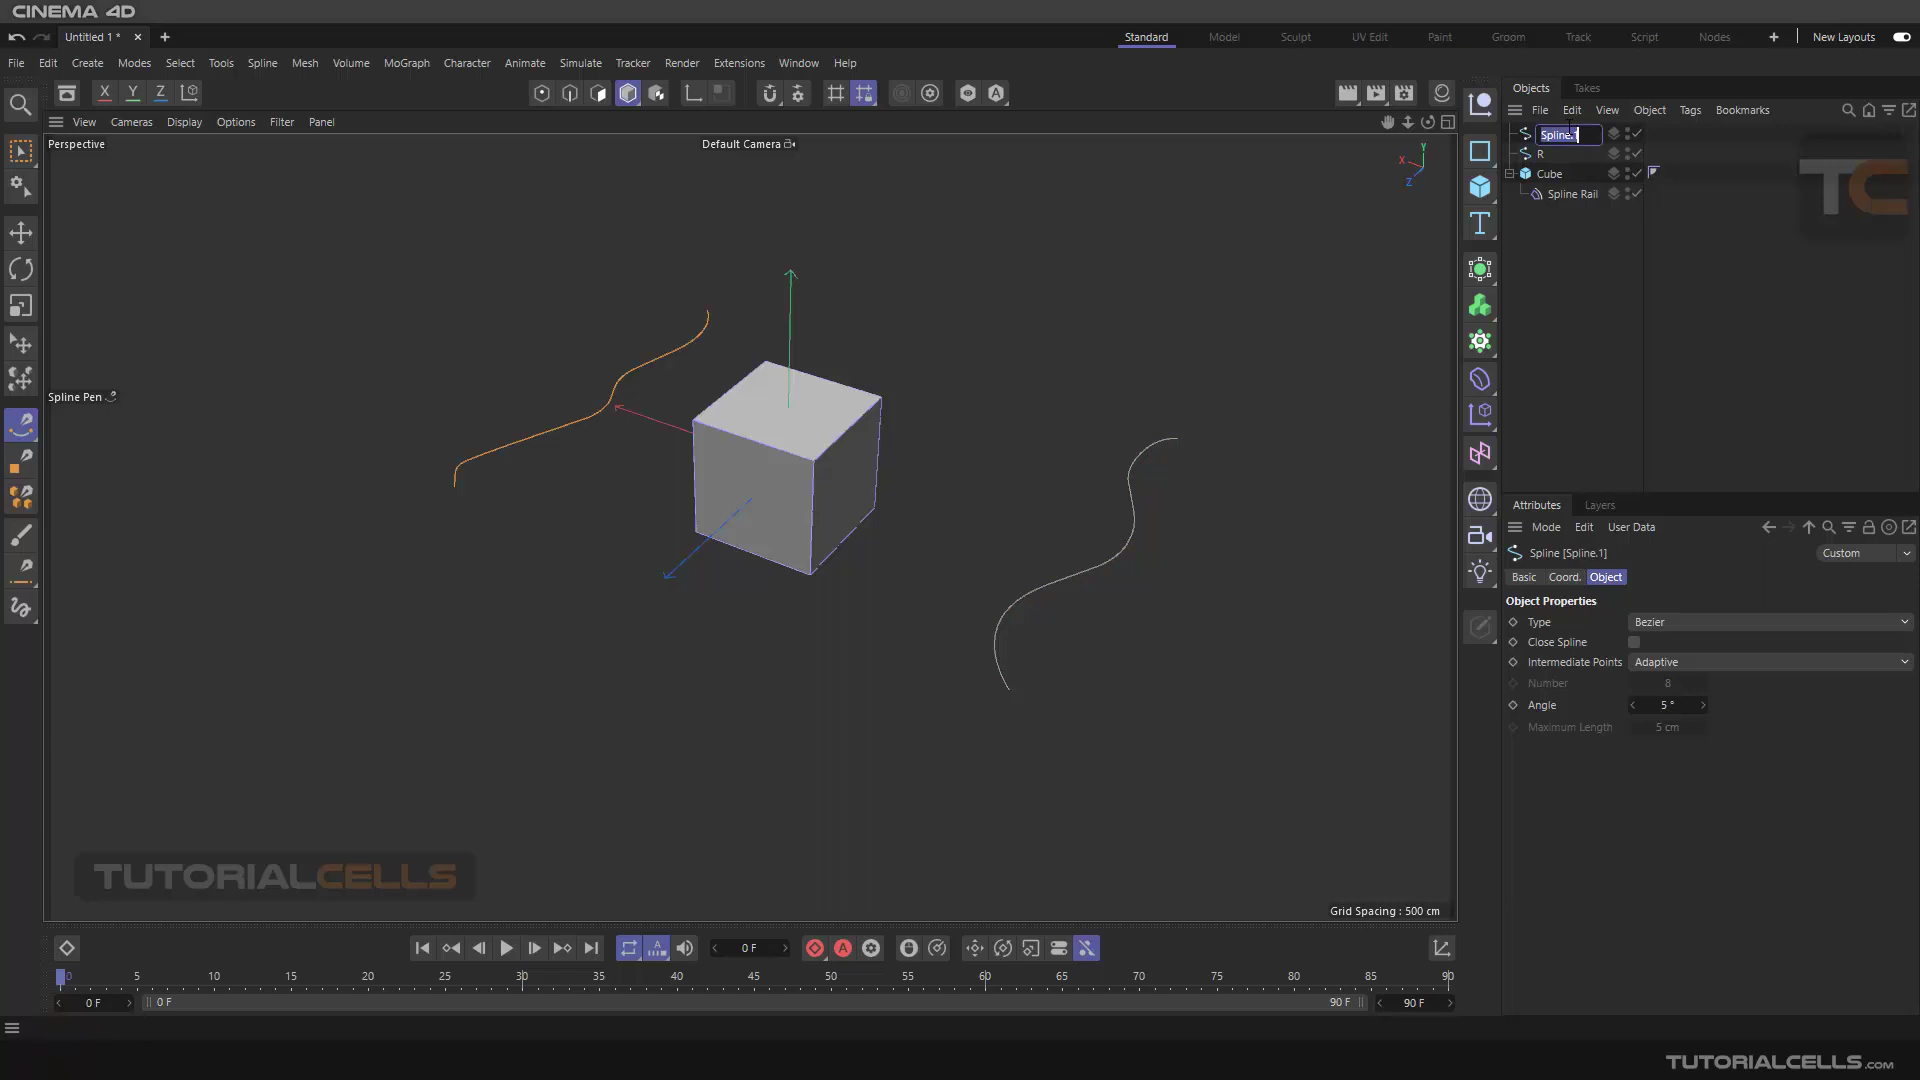 CINEMA 4D
Untitled 1 *
Standard
Model
Sculpt
UV Edit
Paint
Groom
Track
Script
Nodes
New Layouts
File Edit Create Modes Select Tools Spline Mesh Volume MoGraph Character Animate Simulate Tracker Render Extensions Window Help
X Y Z
Objects Takes
File Edit View Object Tags Bookmarks
View Cameras Display Options Filter Panel
Perspective
Default Camera
Y
X
Z
Spline.1
R
Cube
Spline Rail
TC
Spline Pen
Attributes Layers
Mode Edit User Data
Spline [Spline.1]
Custom
Basic Coord. Object
Object Properties
Type Bezier
Close Spline
Intermediate Points Adaptive
Number 8
Angle 5 °
Maximum Length 5 cm
TUTORIALCELLS
Grid Spacing : 500 cm
0 F
0 5 10 15 20 25 30 35 40 45 50 55 60 65 70 75 80 85 90
0 F 0 F 90 F 90 F
TUTORIALCELLS.COM